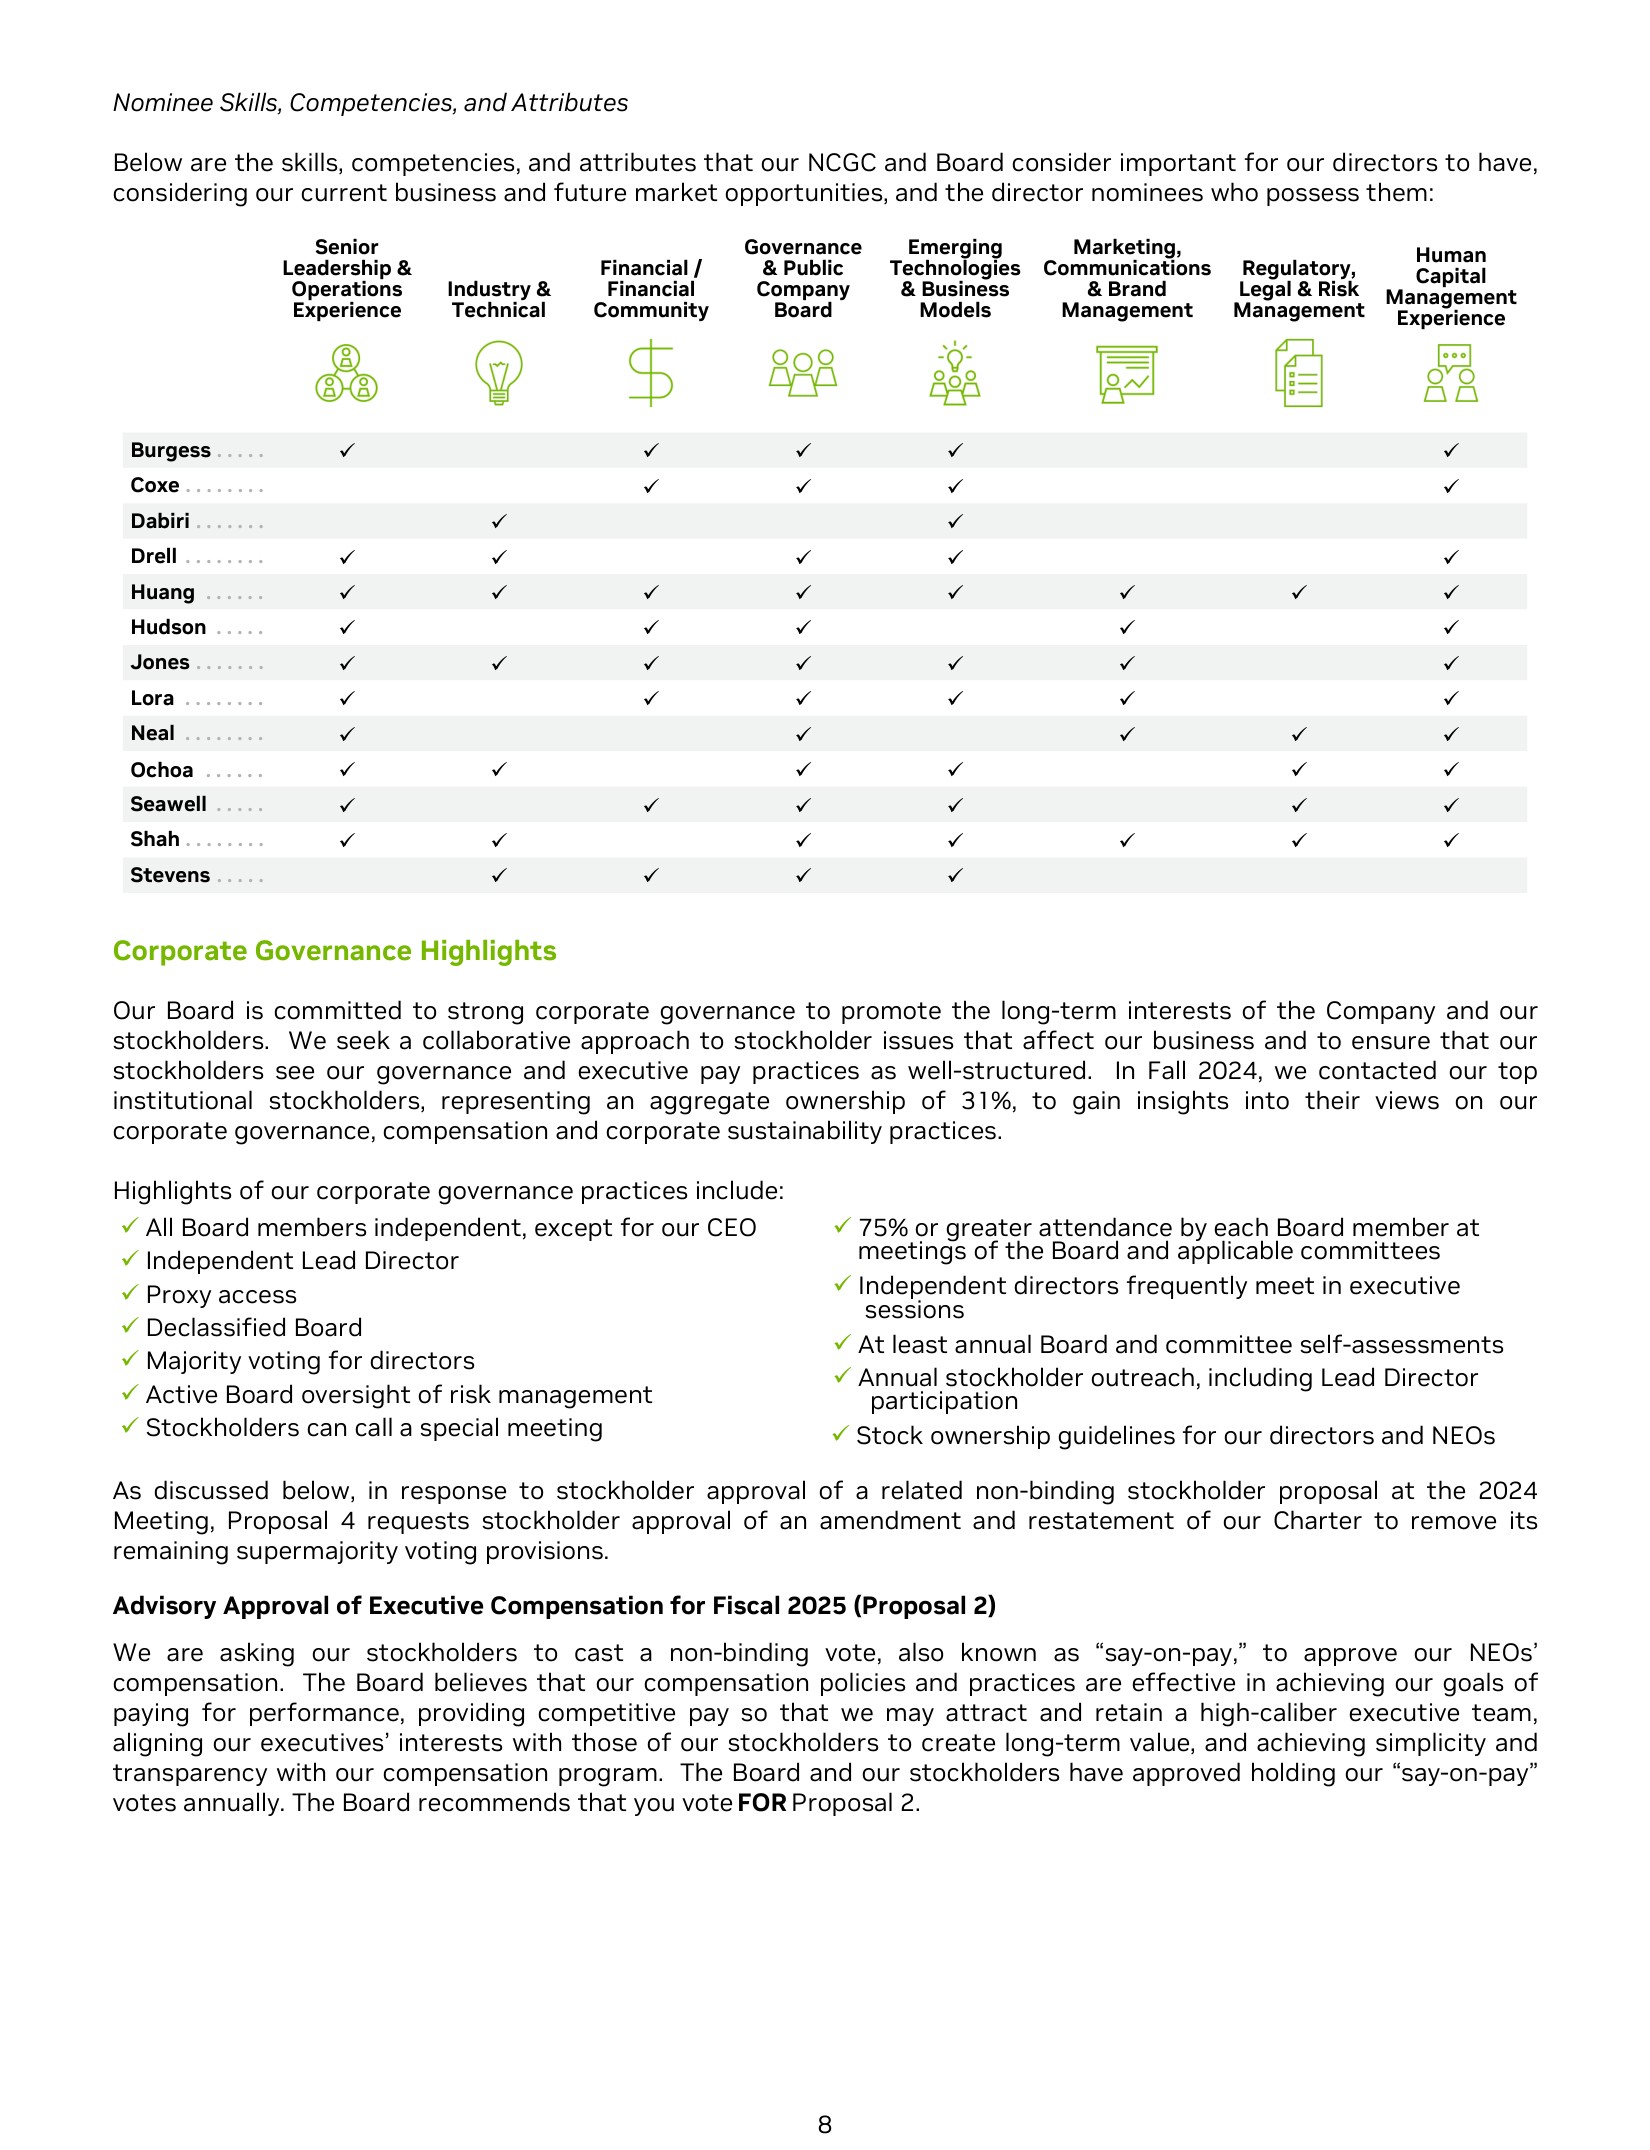 Nominee Skills, Competencies, and Attributes
Below are the skills, competencies, and attributes that our NCGC and Board consider important for our directors to have,
considering our current business and future market opportunities, and the director nominees who possess them:
Senior
Leadership &
Operations
Experience
Industry &
Technical
Financial /
Financial
Community
Governance
& Public
Company
Board
Emerging
Technologies
& Business
Models
Marketing,
Communications
& Brand
Management
Regulatory,
Legal & Risk
Management
Human
Capital
Management
Experience
Burgess ..... ✓ ✓ ✓ ✓ ✓
Coxe ........ ✓ ✓ ✓ ✓
Dabiri ....... ✓ ✓
Drell ........ ✓ ✓ ✓ ✓ ✓
Huang ...... ✓ ✓ ✓ ✓ ✓ ✓ ✓ ✓
Hudson ..... ✓ ✓ ✓ ✓ ✓
Jones ....... ✓ ✓ ✓ ✓ ✓ ✓ ✓
Lora ........ ✓ ✓ ✓ ✓ ✓ ✓
Neal ........ ✓ ✓ ✓ ✓ ✓
Ochoa ...... ✓ ✓ ✓ ✓ ✓ ✓
Seawell ..... ✓ ✓ ✓ ✓ ✓ ✓
Shah ........ ✓ ✓ ✓ ✓ ✓ ✓ ✓
Stevens ..... ✓ ✓ ✓ ✓
Corporate Governance Highlights
Our Board is committed to strong corporate governance to promote the long-term interests of the Company and our
stockholders. We seek a collaborative approach to stockholder issues that affect our business and to ensure that our
stockholders see our governance and executive pay practices as well-structured. In Fall 2024, we contacted our top
institutional stockholders, representing an aggregate ownership of 31%, to gain insights into their views on our
corporate governance, compensation and corporate sustainability practices.
Highlights of our corporate governance practices include:
✓ All Board members independent, except for our CEO
✓ Independent Lead Director
✓ Proxy access
✓ Declassified Board
✓ Majority voting for directors
✓ Active Board oversight of risk management
✓ Stockholders can call a special meeting
✓ 75% or greater attendance by each Board member at
meetings of the Board and applicable committees
✓ Independent directors frequently meet in executive
sessions
✓ At least annual Board and committee self-assessments
✓ Annual stockholder outreach, including Lead Director
participation
✓ Stock ownership guidelines for our directors and NEOs
As discussed below, in response to stockholder approval of a related non-binding stockholder proposal at the 2024
Meeting, Proposal 4 requests stockholder approval of an amendment and restatement of our Charter to remove its
remaining supermajority voting provisions.
Advisory Approval of Executive Compensation for Fiscal 2025 (Proposal 2)
We are asking our stockholders to cast a non-binding vote, also known as “say-on-pay,” to approve our NEOs’
compensation. The Board believes that our compensation policies and practices are effective in achieving our goals of
paying for performance, providing competitive pay so that we may attract and retain a high-caliber executive team,
aligning our executives’ interests with those of our stockholders to create long-term value, and achieving simplicity and
transparency with our compensation program. The Board and our stockholders have approved holding our “say-on-pay”
votes annually. The Board recommends that you vote FOR Proposal 2.
8